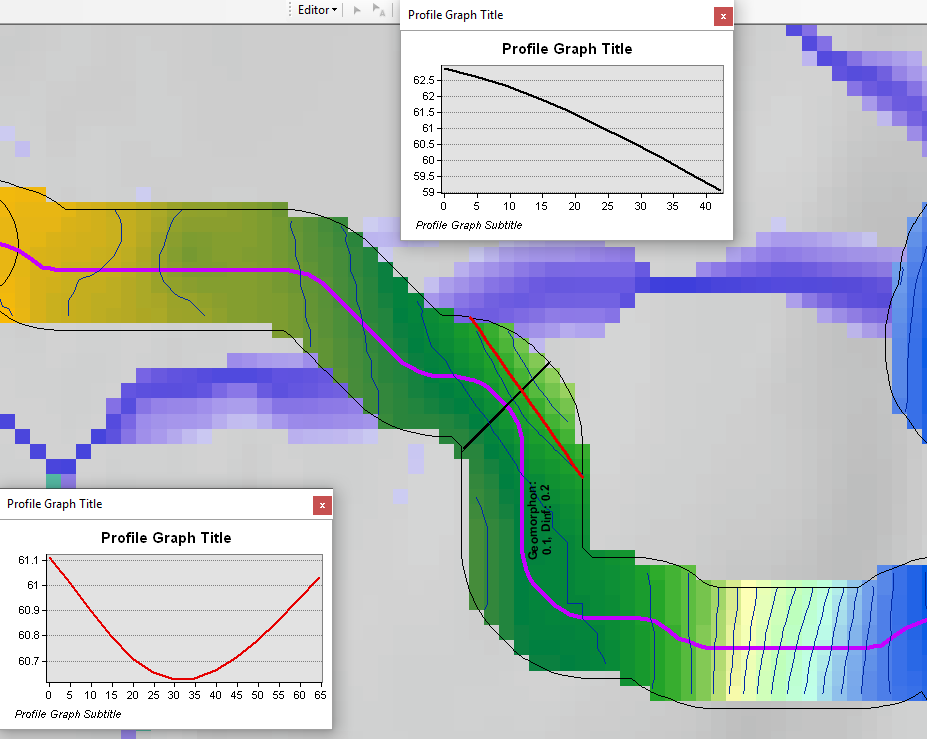 Editor
Profile Graph Title
Profile Graph Title
62.5
62
61.5
61
60.5
60
59.5
59
0 5 10 15 20 25 30 35 40
Profile Graph Subtitle
Geomorphon:
0.1, Dinf: 0.2
Profile Graph Title
Profile Graph Title
61.1
61
60.9
60.8
60.7
0 5 10 15 20 25 30 35 40 45 50 55 60 65
Profile Graph Subtitle